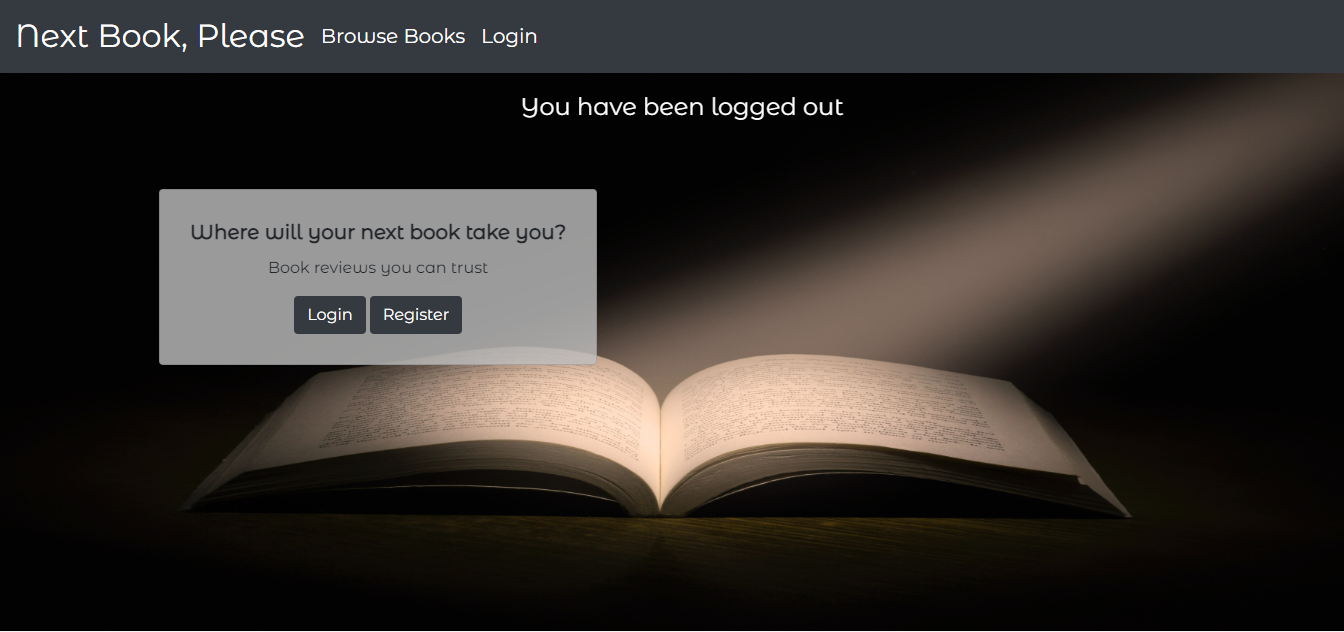 Next Book, Please Browse Books Login
You have been logged out
Where will your next book take you?
Book reviews you can trust
Login Register